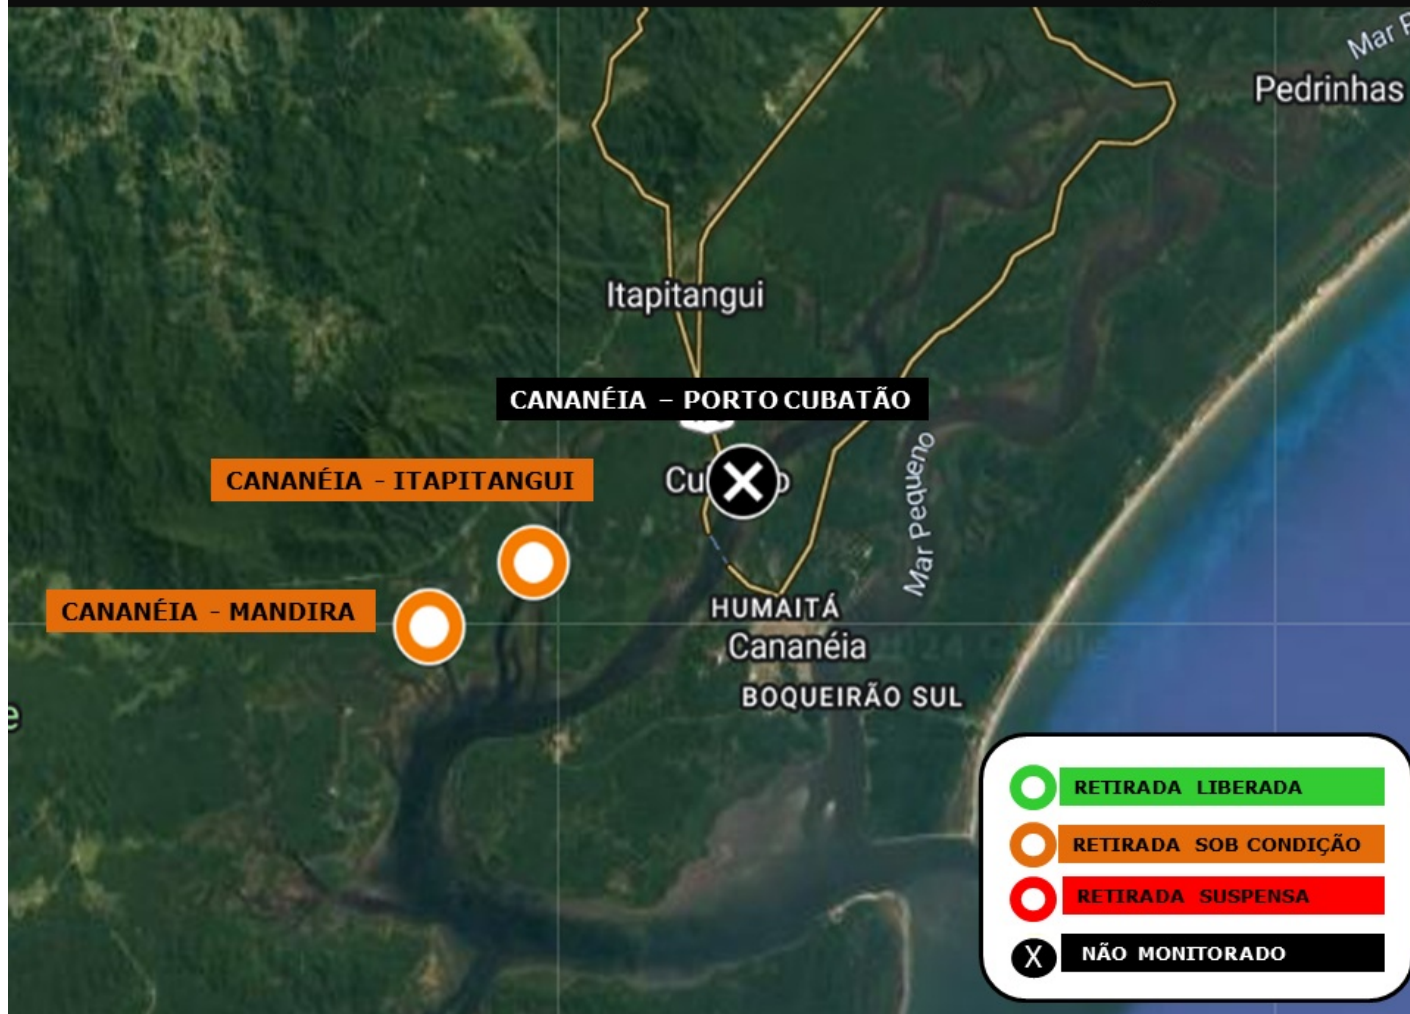 Pedrinhas
Itapitangui
CANANÉIA – PORTO CUBATÃO
CANANÉIA - ITAPITANGUI
X
Mar Pequeno
CANANÉIA - MANDIRA
HUMAITÁ
Cananéia
BOQUEIRÃO SUL
RETIRADA LIBERADA
RETIRADA SOB CONDIÇÃO
RETIRADA SUSPENSA
X NÃO MONITORADO